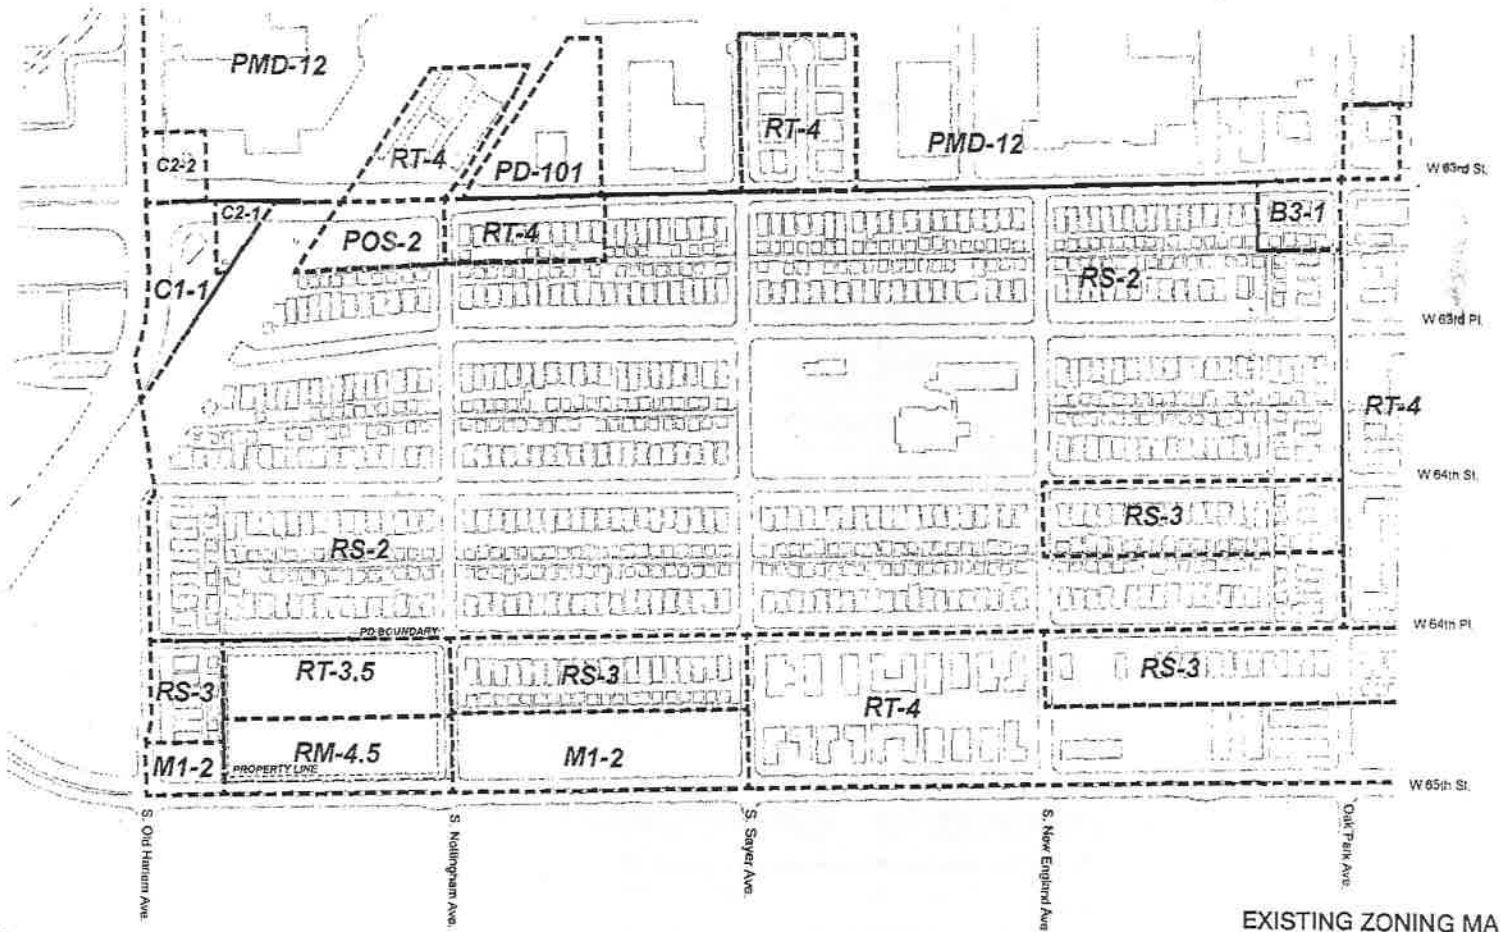 PMD-12
RT-4
PMD-12
C2-2
RT-4
PD-101
W 63rd St.
C2-1
POS-2
RT-4
B3-1
C1-1
RS-2
W 63rd Pl.
RT-4
W 64th St.
RS-3
RS-2
PD BOUNDARY
W 64th Pl.
RS-3
RT-3.5
RS-3
RS-3
RT-4
M1-2
RM-4.5
M1-2
PROPERTY LINE
W 65th St.
S. Old Harlem Ave.
S. Nottingham Ave.
S. Sayer Ave.
S. New England Ave
Oak Park Ave.
EXISTING ZONING MA